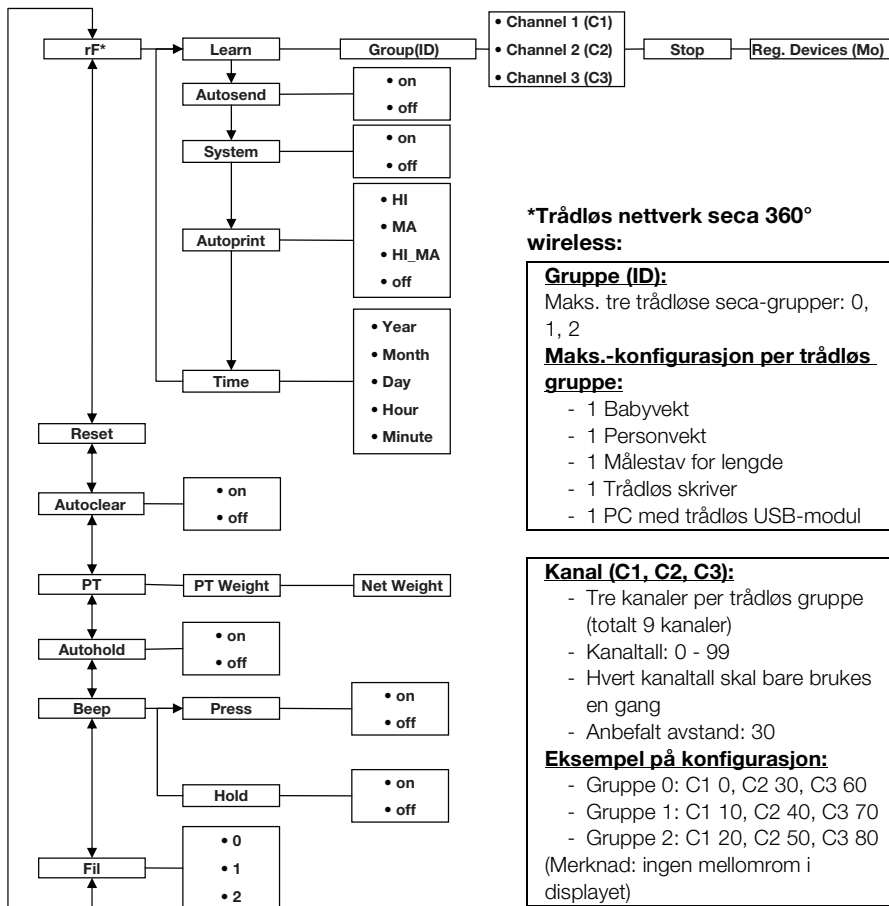 rF*
Learn
Group(ID)
• Channel 1 (C1)
• Channel 2 (C2)
• Channel 3 (C3)
Stop
Reg. Devices (Mo)
Autosend
• on
• off
System
• on
• off
Autoprint
• HI
• MA
• HI_MA
• off
Time
• Year
• Month
• Day
• Hour
• Minute
Reset
Autoclear
• on
• off
PT
PT Weight
Net Weight
Autohold
• on
• off
Beep
Press
• on
• off
Hold
• on
• off
Fil
• 0
• 1
• 2
*Trådløs nettverk seca 360°
wireless:
Gruppe (ID):
Maks. tre trådløse seca-grupper: 0,
1, 2
Maks.-konfigurasjon per trådløs
gruppe:
- 1 Babyvekt
- 1 Personvekt
- 1 Målestav for lengde
- 1 Trådløs skriver
- 1 PC med trådløs USB-modul
Kanal (C1, C2, C3):
- Tre kanaler per trådløs gruppe
(totalt 9 kanaler)
- Kanaltall: 0 - 99
- Hvert kanaltall skal bare brukes
en gang
- Anbefalt avstand: 30
Eksempel på konfigurasjon:
- Gruppe 0: C1 0, C2 30, C3 60
- Gruppe 1: C1 10, C2 40, C3 70
- Gruppe 2: C1 20, C2 50, C3 80
(Merknad: ingen mellomrom i
displayet)